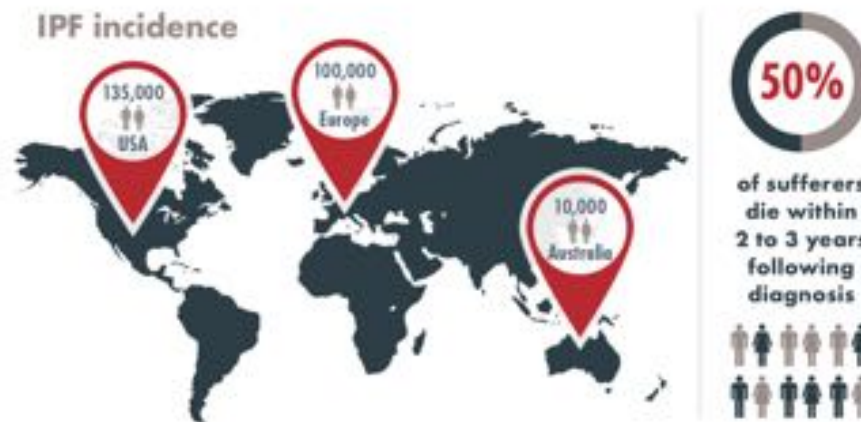 IPF incidence
135,000
USA
100,000
Europe
10,000
Australia
50%
of sufferers
die within
2 to 3 years
following
diagnosis